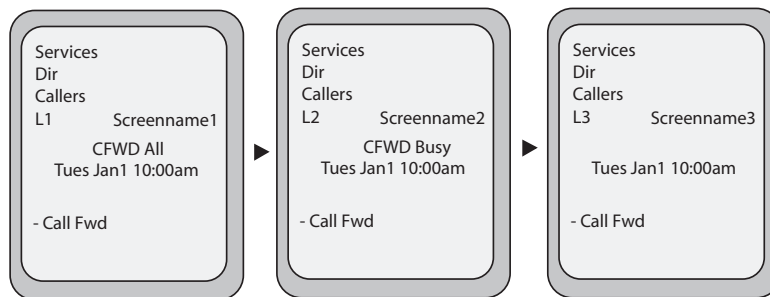 Services
Dir
Callers
L1 Screenname1
CFWD All
Tues Jan1 10:00am
- Call Fwd
Services
Dir
Callers
L2 Screenname2
CFWD Busy
Tues Jan1 10:00am
- Call Fwd
Services
Dir
Callers
L3 Screenname3
Tues Jan1 10:00am
- Call Fwd